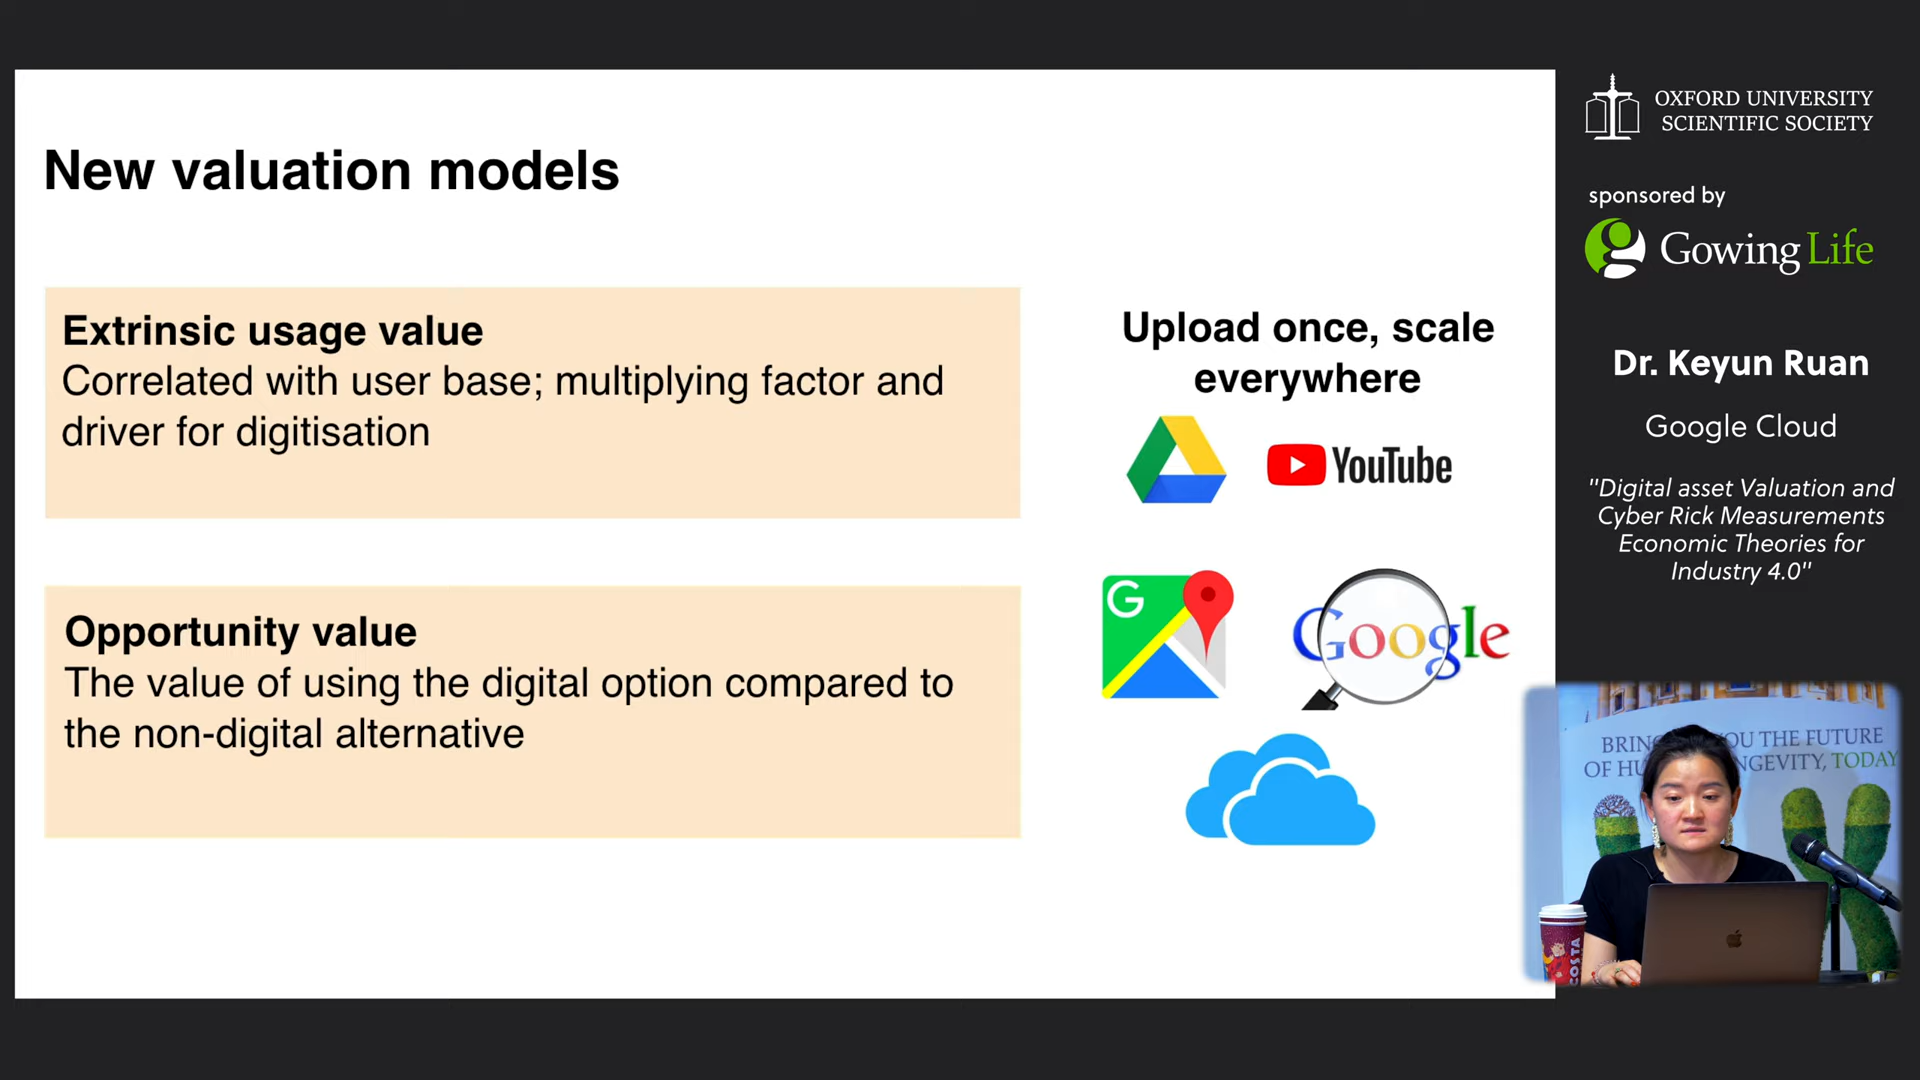 New valuation models
Extrinsic usage value
Correlated with user base; multiplying factor and
driver for digitisation
Opportunity value
The value of using the digital option compared to
the non-digital alternative
Upload once, scale
everywhere
YouTube
G
Google
OXFORD UNIVERSITY
SCIENTIFIC SOCIETY
sponsored by
Gowing Life
Dr. Keyun Ruan
Google Cloud
"Digital asset Valuation and
Cyber Rick Measurements
Economic Theories for
Industry 4.0"
BRING YOU THE FUTURE
OF HU NGEVITY, TODAY
COSTA